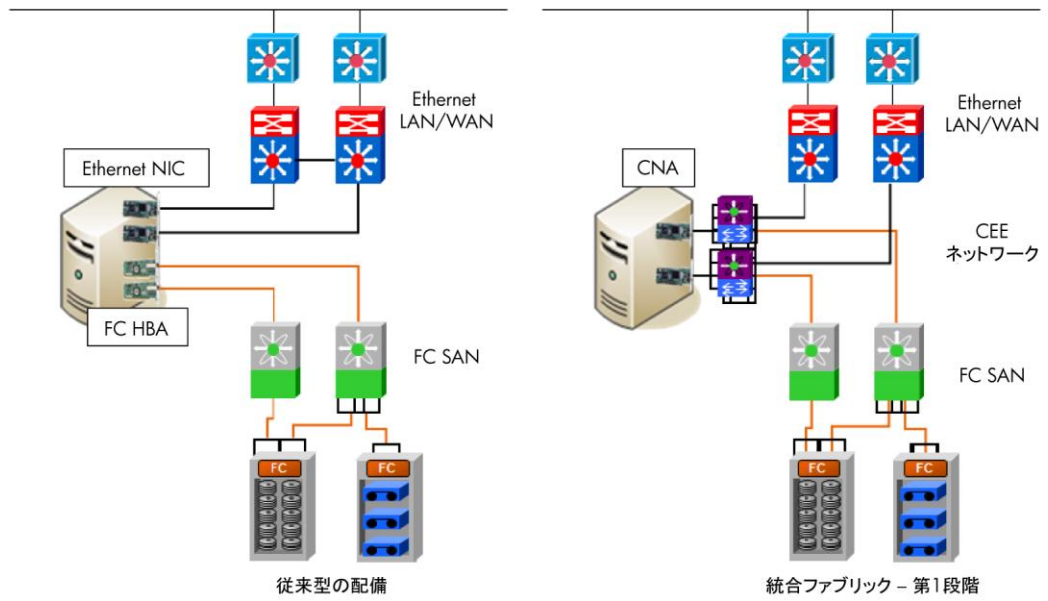 Ethernet
LAN/WAN
Ethernet NIC
FC HBA
FC SAN
FC
FC
従来型の配備
Ethernet
LAN/WAN
CNA
CEE
ネットワーク
FC SAN
FC
FC
統合ファブリック – 第1段階